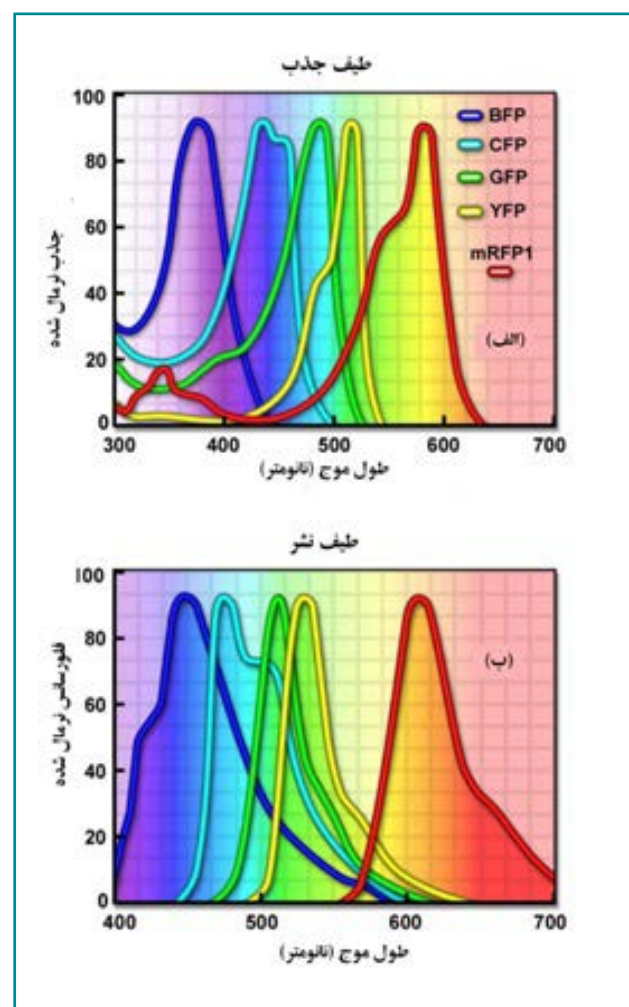 طیف جذب
جذب نرمال شده
100
80
60
40
20
0
BFP
CFP
GFP
YFP
mRFP1
(الف)
300 400 500 600 700
طول موج (نانومتر)
طیف نشر
فلورسانس نرمال شده
100
80
60
40
20
0
(ب)
400 500 600 700
طول موج (نانومتر)